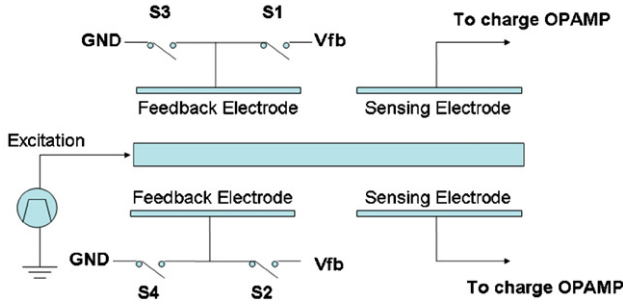 S3 S1
To charge OPAMP
GND Vfb
Feedback Electrode Sensing Electrode
Excitation
Feedback Electrode Sensing Electrode
GND Vfb
S4 S2
To charge OPAMP